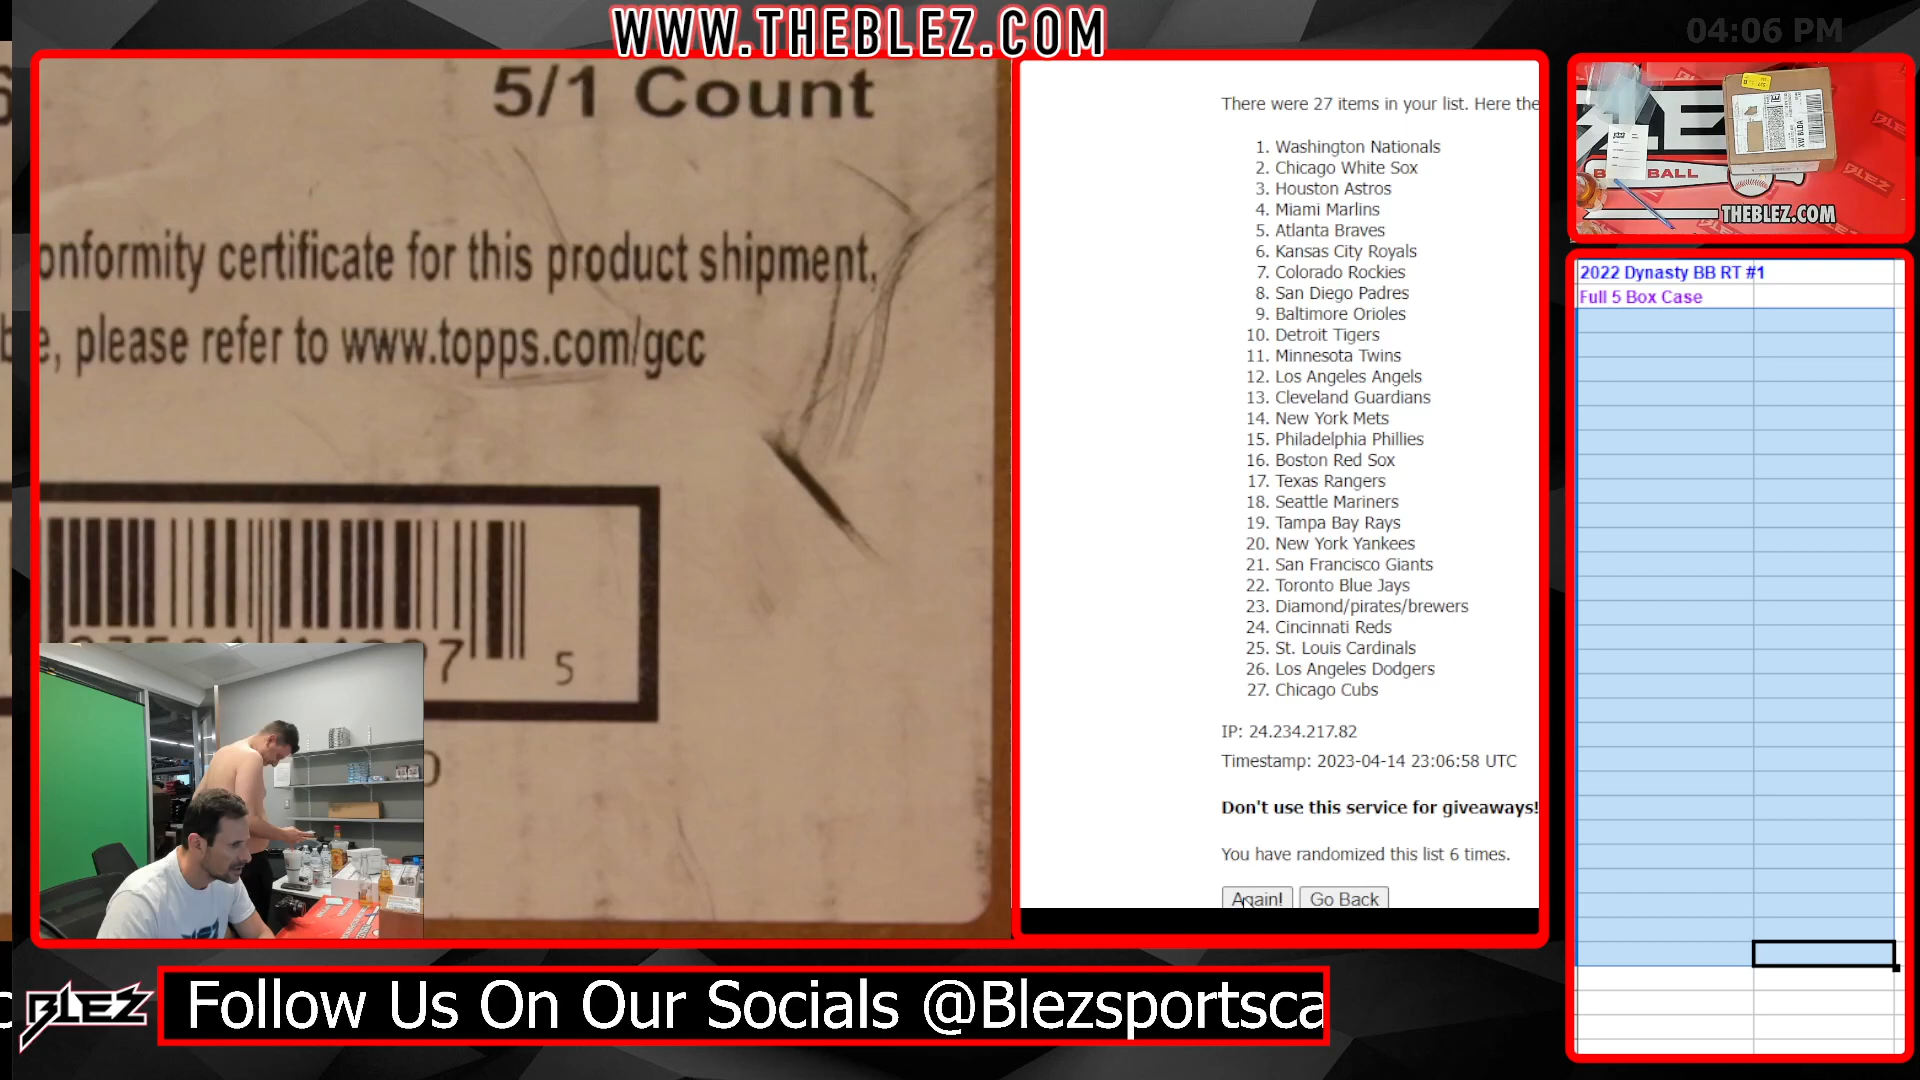 WWW.THEBLEZ.COM
04:06 PM
5/1 Count
onformity certificate for this product shipment,
e, please refer to www.topps.com/gcc
7
5
There were 27 items in your list. Here the
1. Washington Nationals
2. Chicago White Sox
3. Houston Astros
4. Miami Marlins
5. Atlanta Braves
6. Kansas City Royals
7. Colorado Rockies
8. San Diego Padres
9. Baltimore Orioles
10. Detroit Tigers
11. Minnesota Twins
12. Los Angeles Angels
13. Cleveland Guardians
14. New York Mets
15. Philadelphia Phillies
16. Boston Red Sox
17. Texas Rangers
18. Seattle Mariners
19. Tampa Bay Rays
20. New York Yankees
21. San Francisco Giants
22. Toronto Blue Jays
23. Diamond/pirates/brewers
24. Cincinnati Reds
25. St. Louis Cardinals
26. Los Angeles Dodgers
27. Chicago Cubs
IP: 24.234.217.82
Timestamp: 2023-04-14 23:06:58 UTC
Don't use this service for giveaways!
You have randomized this list 6 times.
Again! Go Back
BLEZ
THEBLEZ.COM
2022 Dynasty BB RT #1
Full 5 Box Case
BLEZ
Follow Us On Our Socials @Blezsportsca